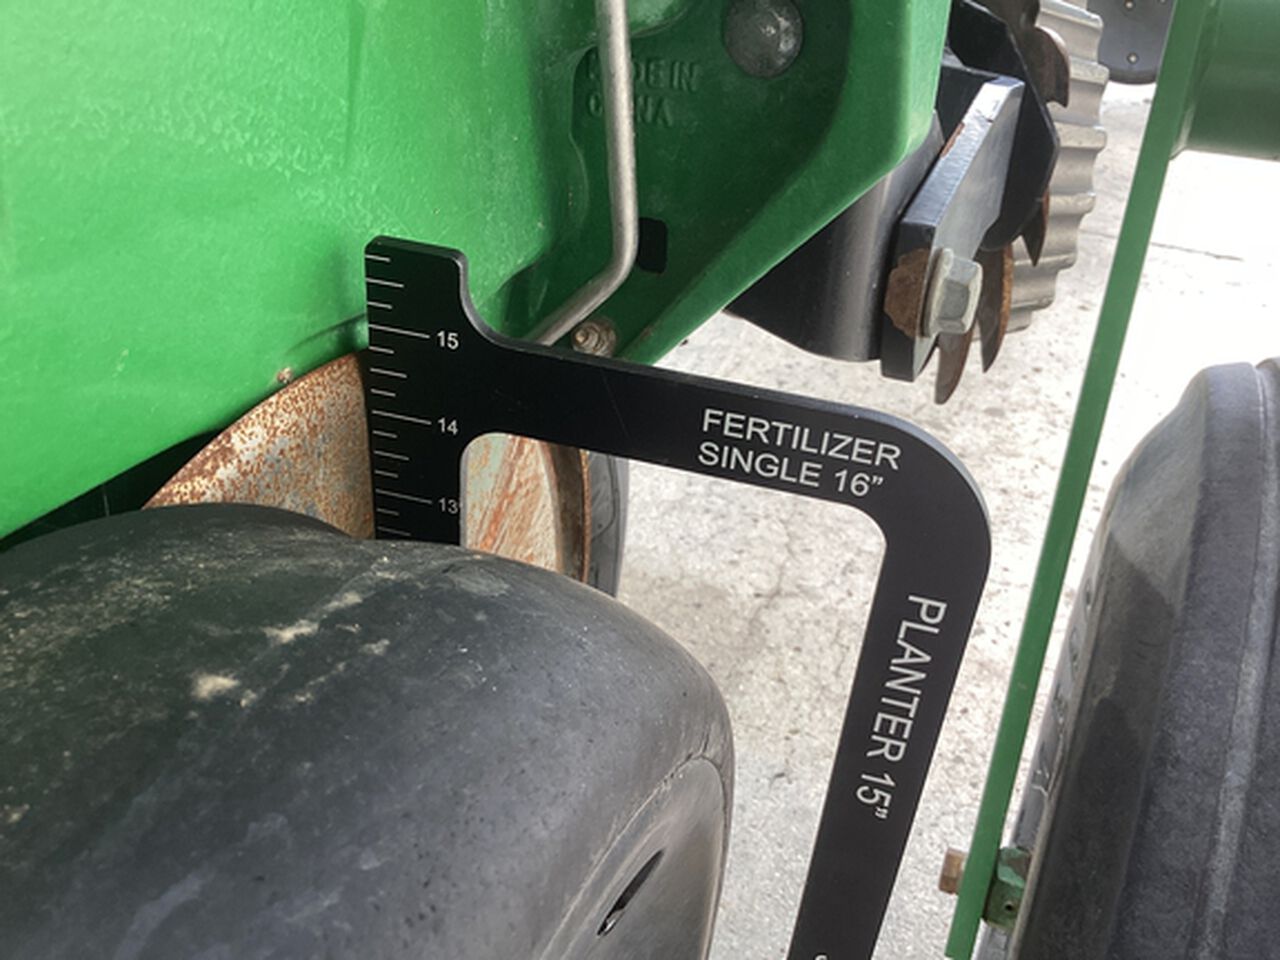 MADE IN
CHINA
15
14
13
FERTILIZER
SINGLE 16”
PLANTER 15”